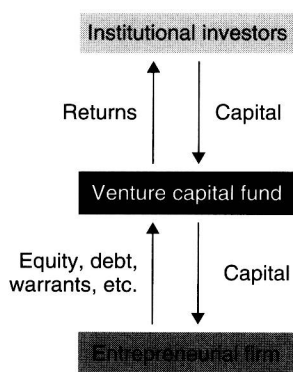 Institutional investors
Returns
Capital
Venture capital fund
Equity, debt,
warrants, etc.
Capital
Entrepreneurial firm